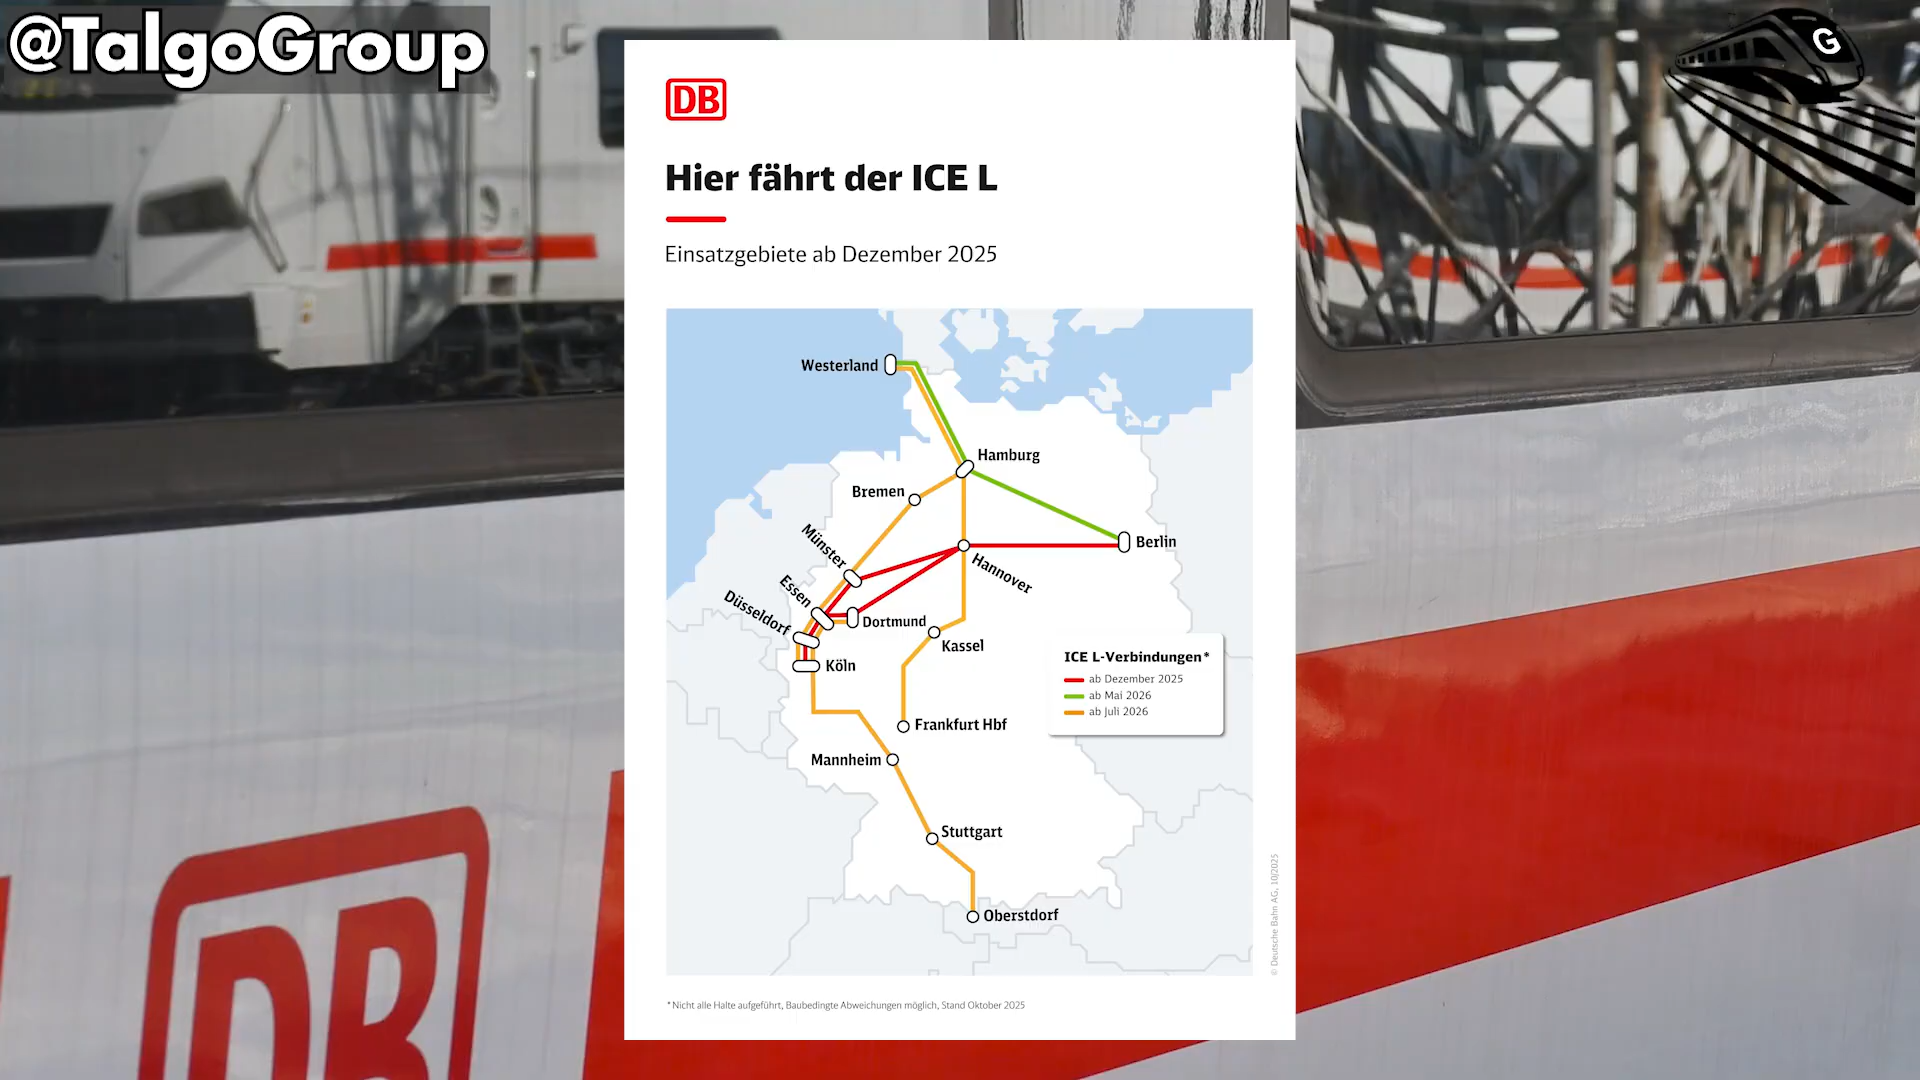 @TalgoGroup
G
DB
Hier fährt der ICE L
Einsatzgebiete ab Dezember 2025
Westerland
Hamburg
Bremen
Berlin
Münster
Hannover
Essen
Düsseldorf
Dortmund
Kassel
Köln
ICE L-Verbindungen*
ab Dezember 2025
ab Mai 2026
ab Juli 2026
Frankfurt Hbf
Mannheim
Stuttgart
Oberstdorf
© Deutsche Bahn AG, 10/2025
*Nicht alle Halte aufgeführt, Baubedingte Abweichungen möglich, Stand Oktober 2025
DB